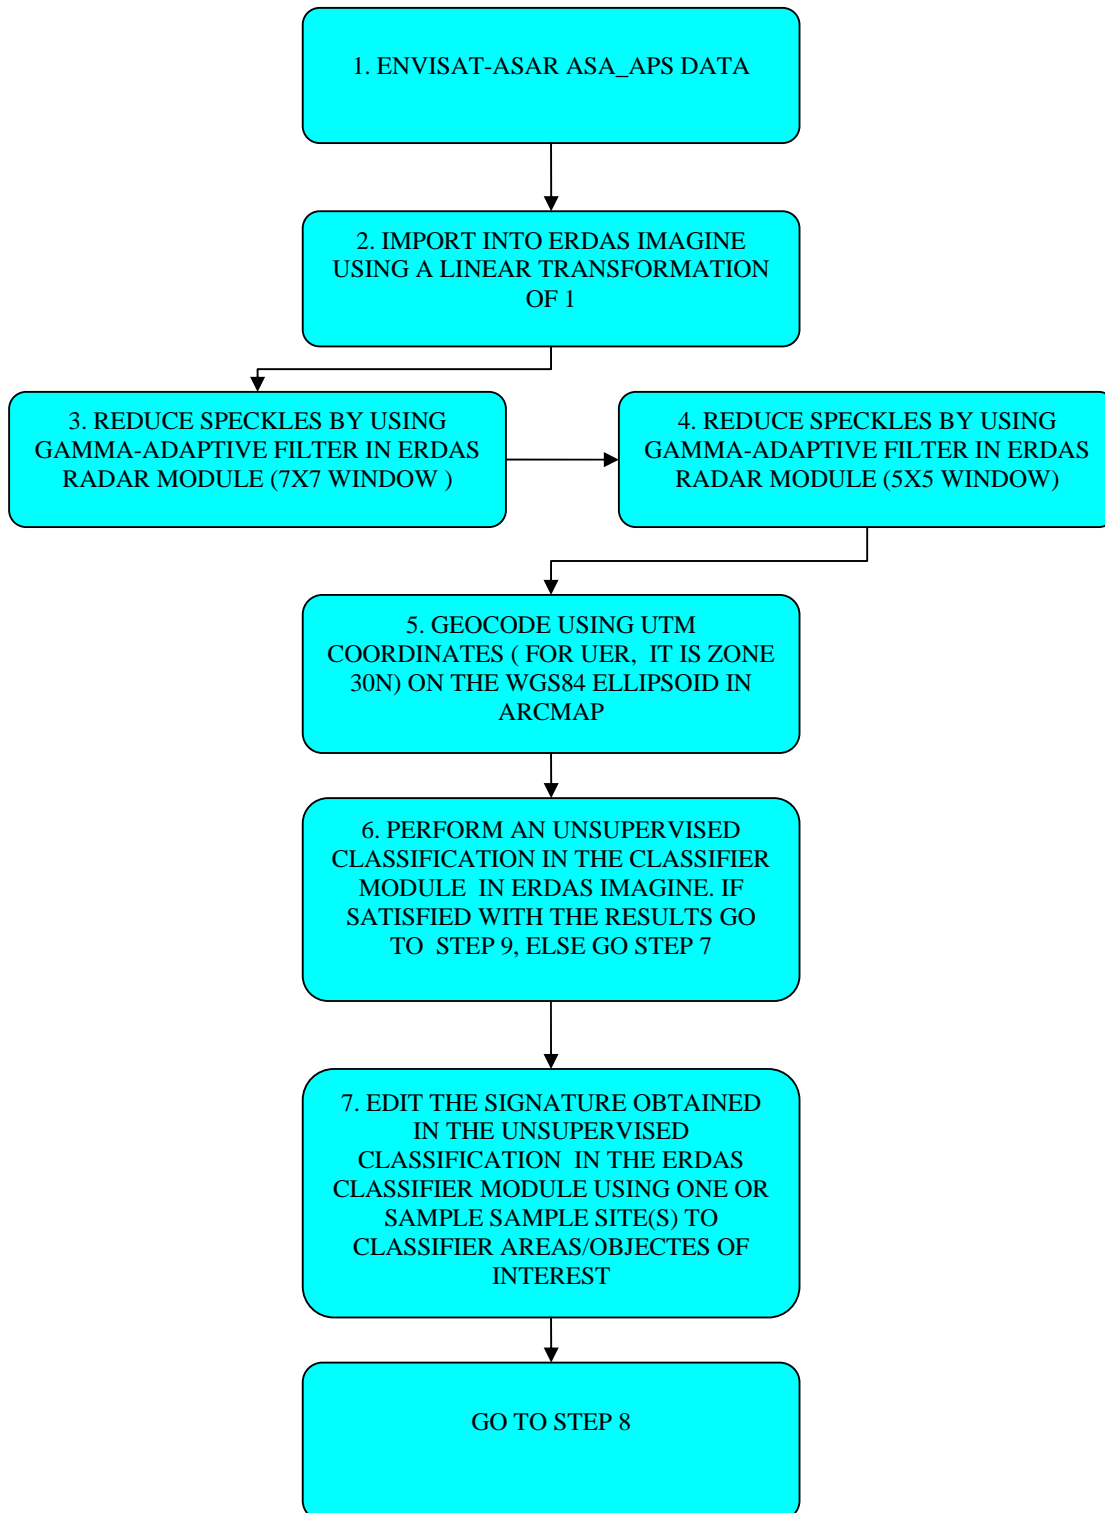 1. ENVISAT-ASAR ASA_APS DATA
2. IMPORT INTO ERDAS IMAGINE
USING A LINEAR TRANSFORMATION
OF 1
3. REDUCE SPECKLES BY USING
GAMMA-ADAPTIVE FILTER IN ERDAS
RADAR MODULE (7X7 WINDOW )
4. REDUCE SPECKLES BY USING
GAMMA-ADAPTIVE FILTER IN ERDAS
RADAR MODULE (5X5 WINDOW)
5. GEOCODE USING UTM
COORDINATES ( FOR UER, IT IS ZONE
30N) ON THE WGS84 ELLIPSOID IN
ARCMAP
6. PERFORM AN UNSUPERVISED
CLASSIFICATION IN THE CLASSIFIER
MODULE IN ERDAS IMAGINE. IF
SATISFIED WITH THE RESULTS GO
TO STEP 9, ELSE GO STEP 7
7. EDIT THE SIGNATURE OBTAINED
IN THE UNSUPERVISED
CLASSIFICATION IN THE ERDAS
CLASSIFIER MODULE USING ONE OR
SAMPLE SAMPLE SITE(S) TO
CLASSIFIER AREAS/OBJECTES OF
INTEREST
GO TO STEP 8